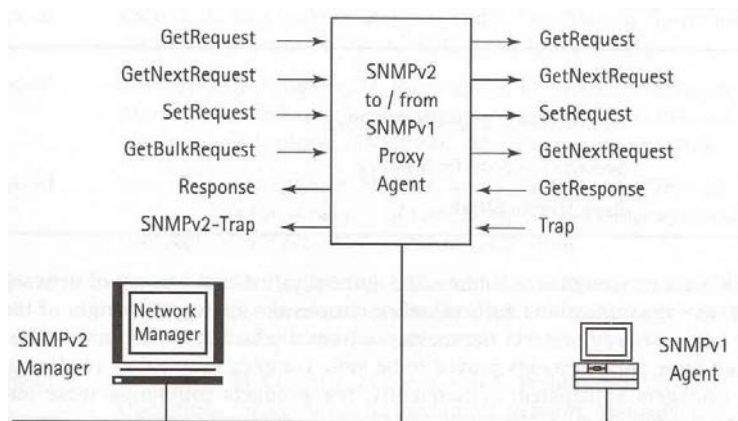 GetRequest
GetNextRequest
SetRequest
GetBulkRequest
Response
SNMPv2-Trap
SNMPv2
to / from
SNMPv1
Proxy
Agent
GetRequest
GetNextRequest
SetRequest
GetNextRequest
GetResponse
Trap
SNMPv2
Manager
Network
Manager
SNMPv1
Agent